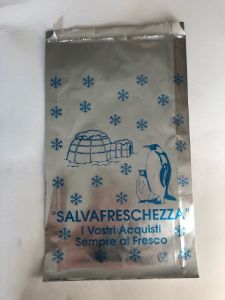 "SALVAFRESCHEZZA"
I Vostri Acquisti
Sempre al Fresco